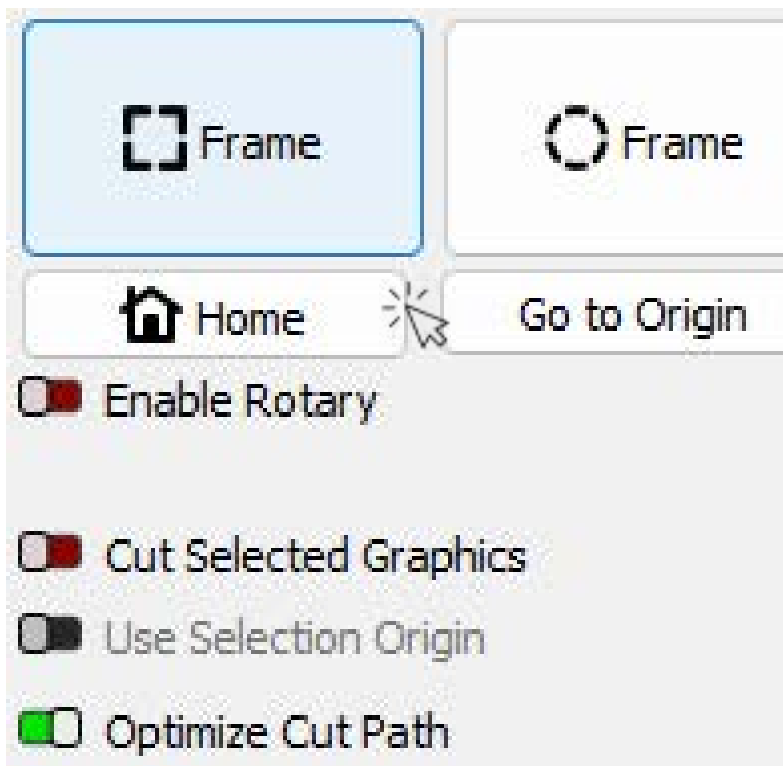 Frame Frame
Home Go to Origin
Enable Rotary
Cut Selected Graphics
Use Selection Origin
Optimize Cut Path